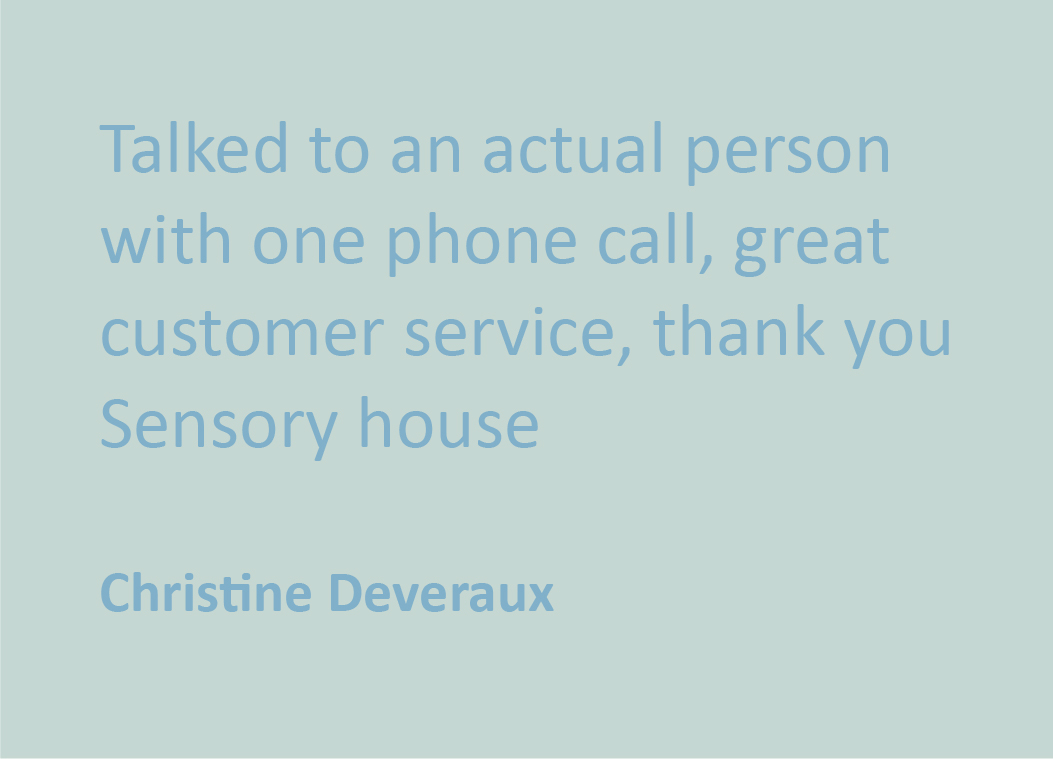 Talked to an actual person
with one phone call, great
customer service, thank you
Sensory house
Christine Deveraux